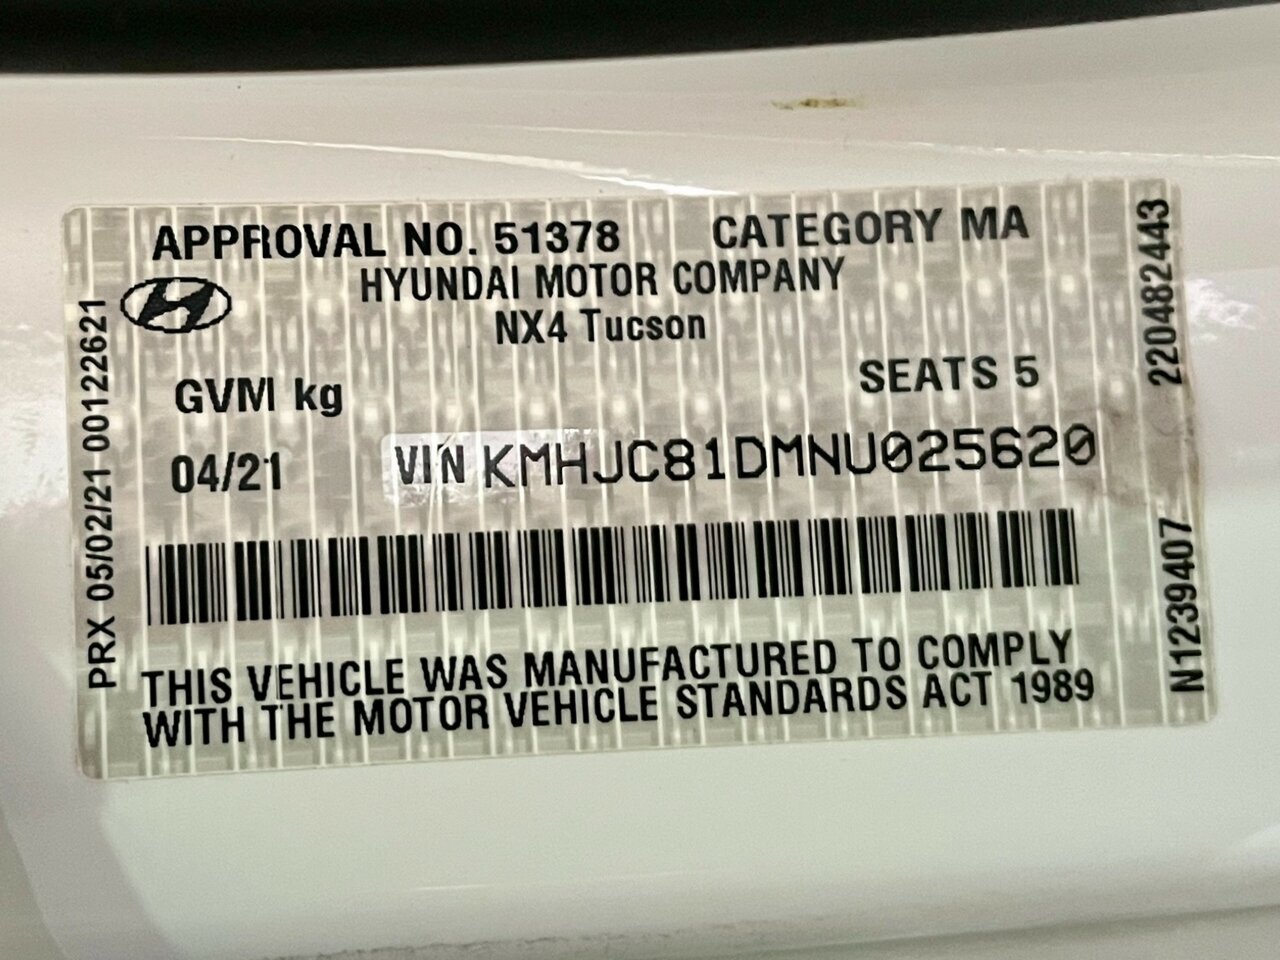 APPROVAL NO. 51378 CATEGORY MA
HYUNDAI MOTOR COMPANY
NX4 Tucson
GVM kg SEATS 5
04/21 VIN KMHJC81DMNU025620
THIS VEHICLE WAS MANUFACTURED TO COMPLY
WITH THE MOTOR VEHICLE STANDARDS ACT 1989
PRX 05/02/21 00122621
220482443
N1239407